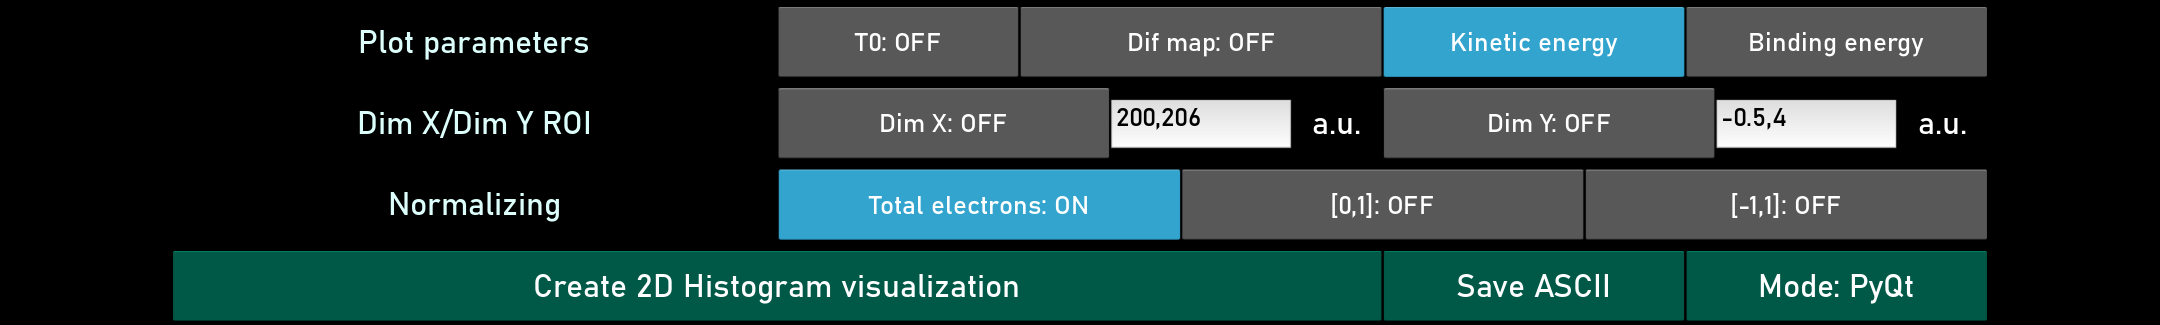 Plot parameters T0: OFF Dif map: OFF Kinetic energy Binding energy
Dim X/Dim Y ROI Dim X: OFF 200,206 a.u. Dim Y: OFF -0.5,4 a.u.
Normalizing Total electrons: ON [0,1]: OFF [-1,1]: OFF
Create 2D Histogram visualization Save ASCII Mode: PyQt